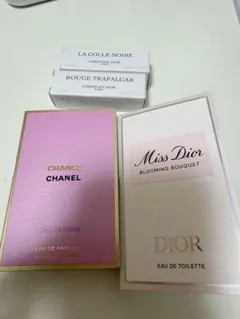 LA COLLE NOIRE
CHRISTIAN DIOR
PARIS
ROUGE TRAFALGAR
CHRISTIAN DIOR
CHANCE
CHANEL
EAU TENDRE
EAU DE PARFUM
Miss Dior
BLOOMING BOUQUET
DIOR
EAU DE TOILETTE